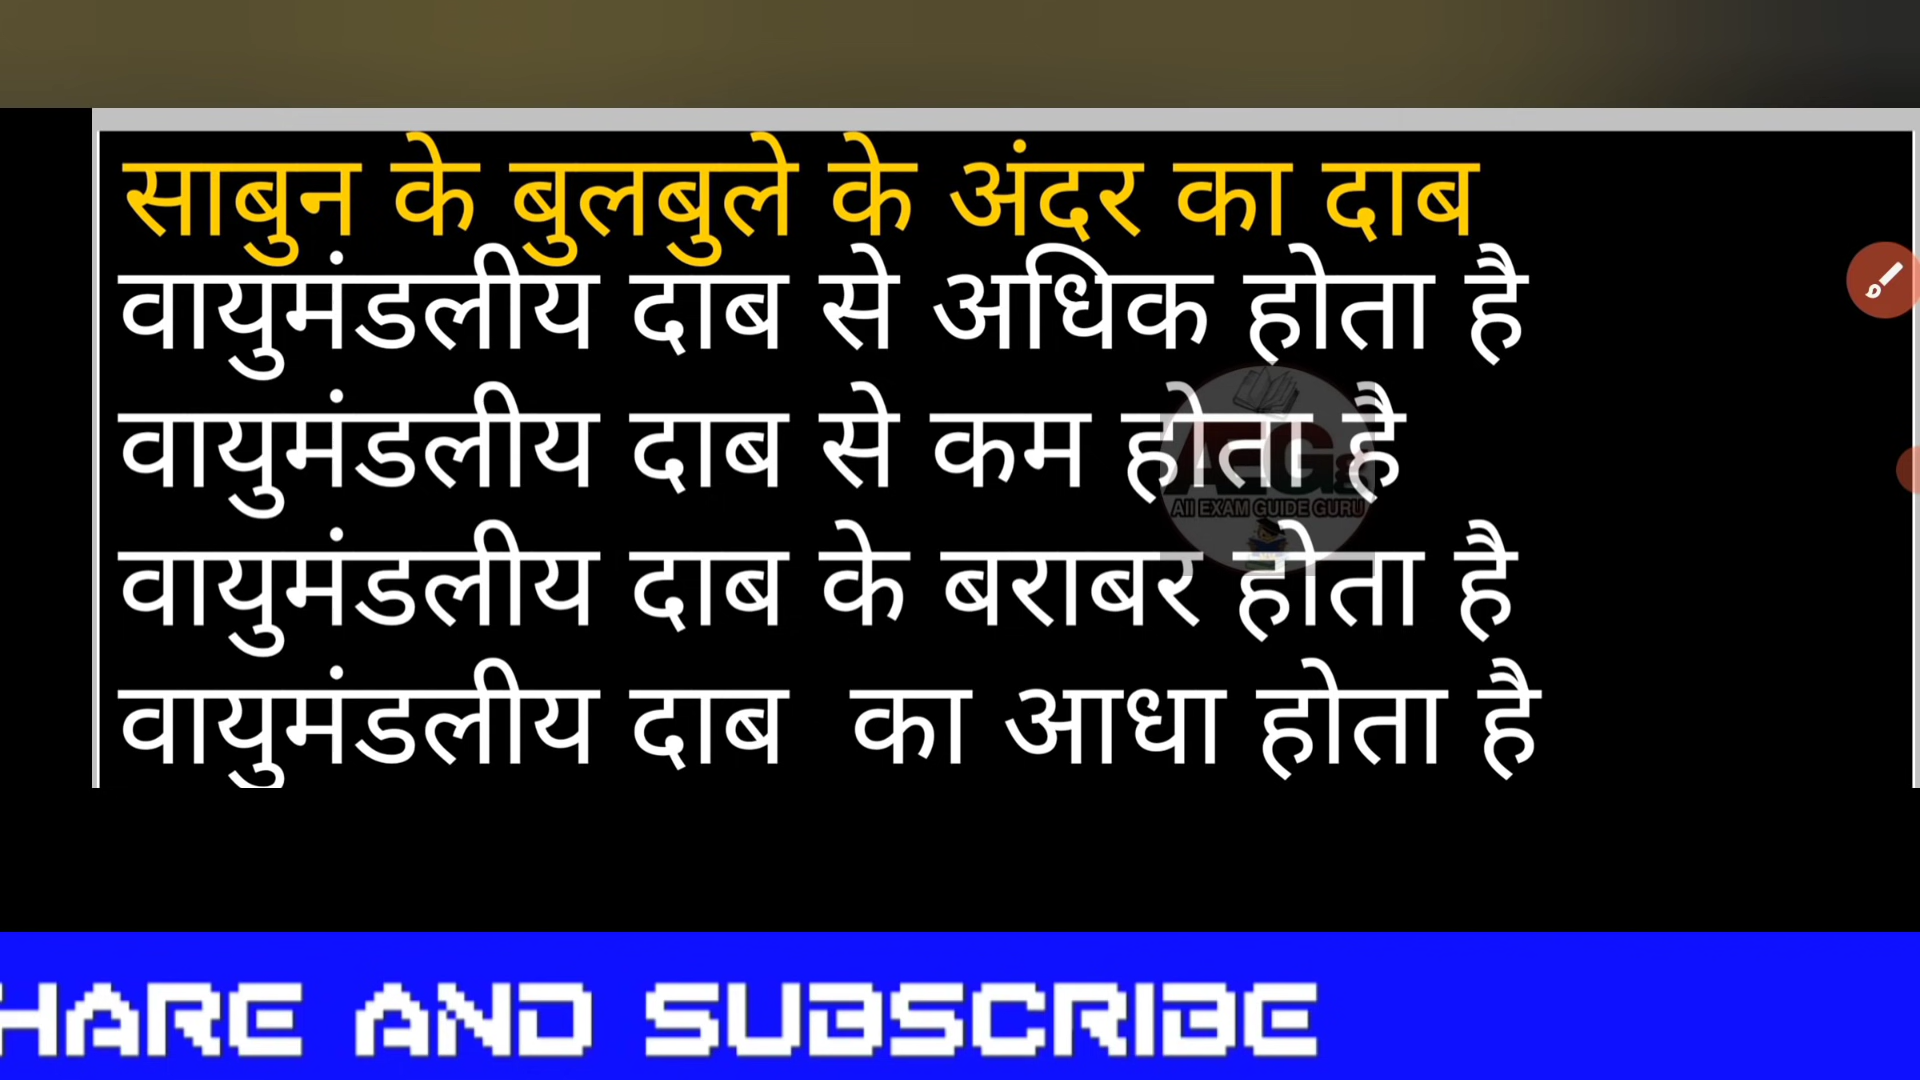 साबुन के बुलबुले के अंदर का दाब
वायुमंडलीय दाब से अधिक होता है
वायुमंडलीय दाब से कम होता है
वायुमंडलीय दाब के बराबर होता है
वायुमंडलीय दाब का आधा होता है
All EXAM GUIDE GURU
HARE AND SUBSCRIBE